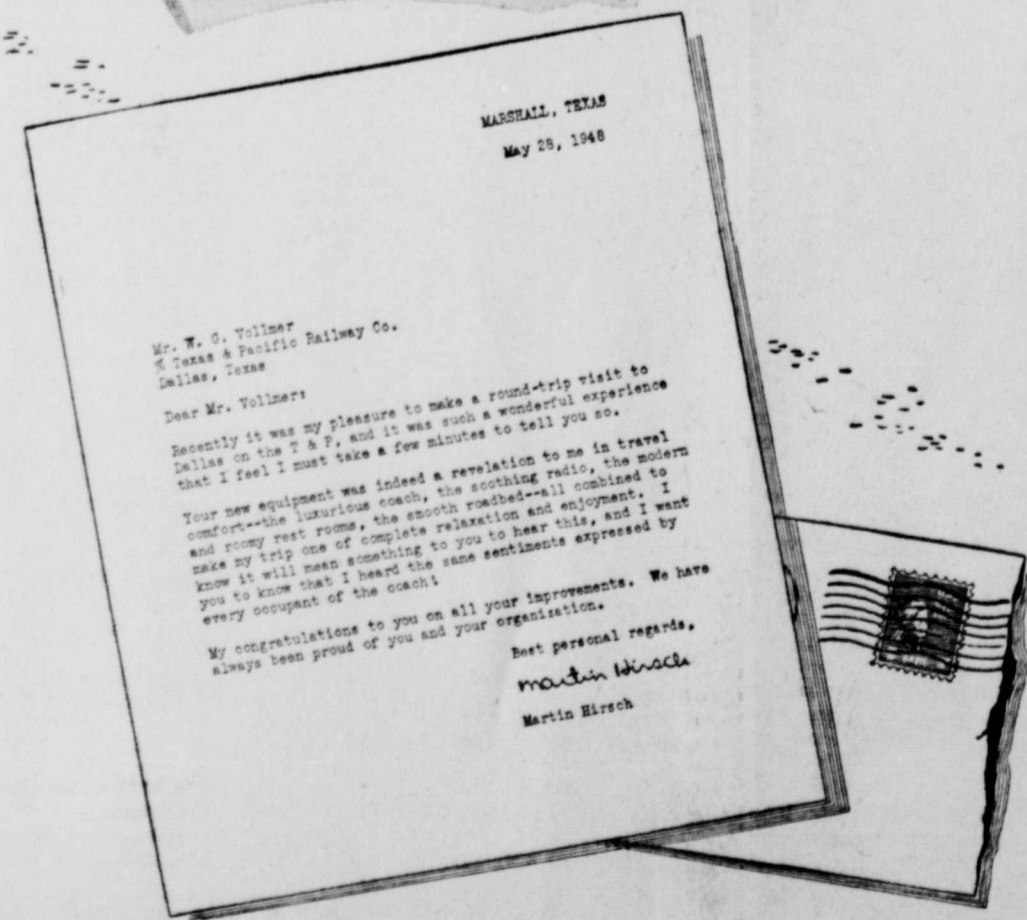 MARSHALL, TEXAS
May 28, 1948
Mr. W. G. Vollmer
% Texas & Pacific Railway Co.
Dallas, Texas
Dear Mr. Vollmer:
Recently it was my pleasure to make a round-trip visit to
Dallas on the T & P, and it was such a wonderful experience
that I feel I must take a few minutes to tell you so.
Your new equipment was indeed a revelation to me in travel
comfort--the luxurious coach, the soothing radio, the modern
and roomy rest rooms, the smooth roadbed--all combined to
make my trip one of complete relaxation and enjoyment. I
know it will mean something to you to hear this, and I want
you to know that I heard the same sentiments expressed by
every occupant of the coach!
My congratulations to you on all your improvements. We have
always been proud of you and your organization.
Best personal regards,
Martin Hirsch
Martin Hirsch